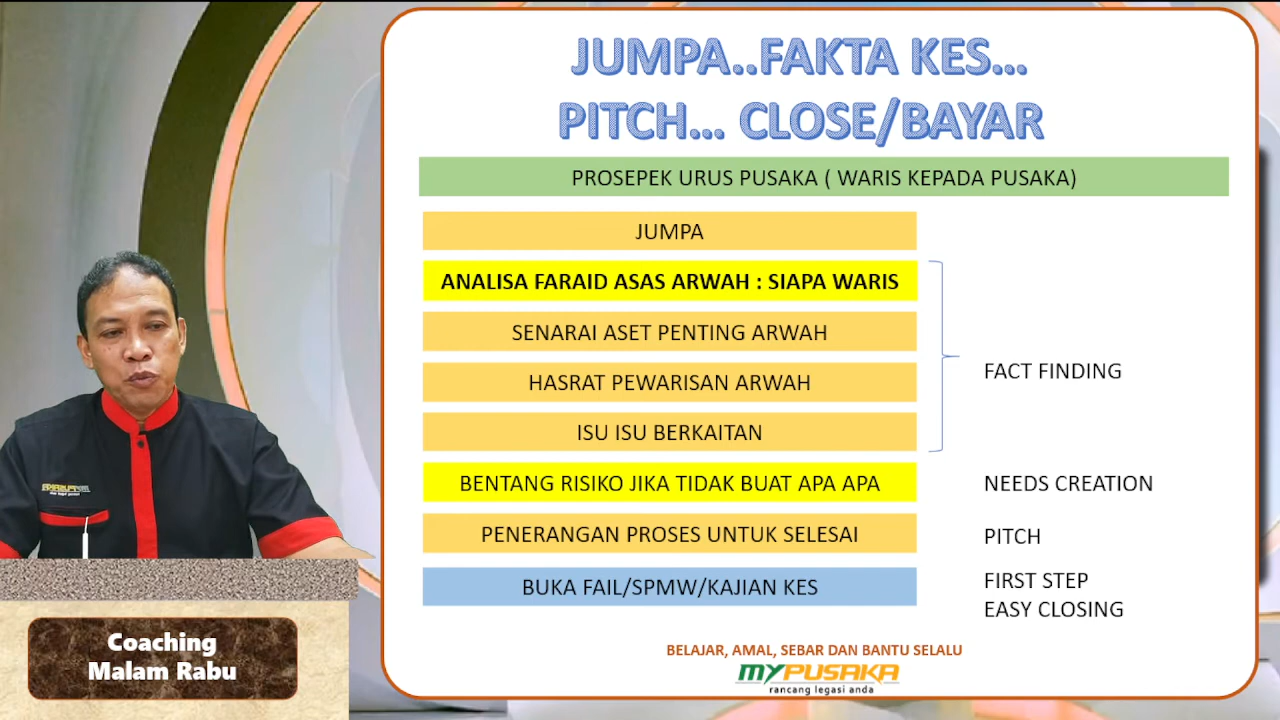 JUMPA..FAKTA KES...
PITCH... CLOSE/BAYAR
PROSEPEK URUS PUSAKA ( WARIS KEPADA PUSAKA)
JUMPA
ANALISA FARAID ASAS ARWAH : SIAPA WARIS
SENARAI ASET PENTING ARWAH
HASRAT PEWARISAN ARWAH
ISU ISU BERKAITAN
FACT FINDING
BENTANG RISIKO JIKA TIDAK BUAT APA APA
NEEDS CREATION
PENERANGAN PROSES UNTUK SELESAI
PITCH
BUKA FAIL/SPMW/KAJIAN KES
FIRST STEP
EASY CLOSING
BELAJAR, AMAL, SEBAR DAN BANTU SELALU
MYPUSAKA
rancang legasi anda
Coaching
Malam Rabu